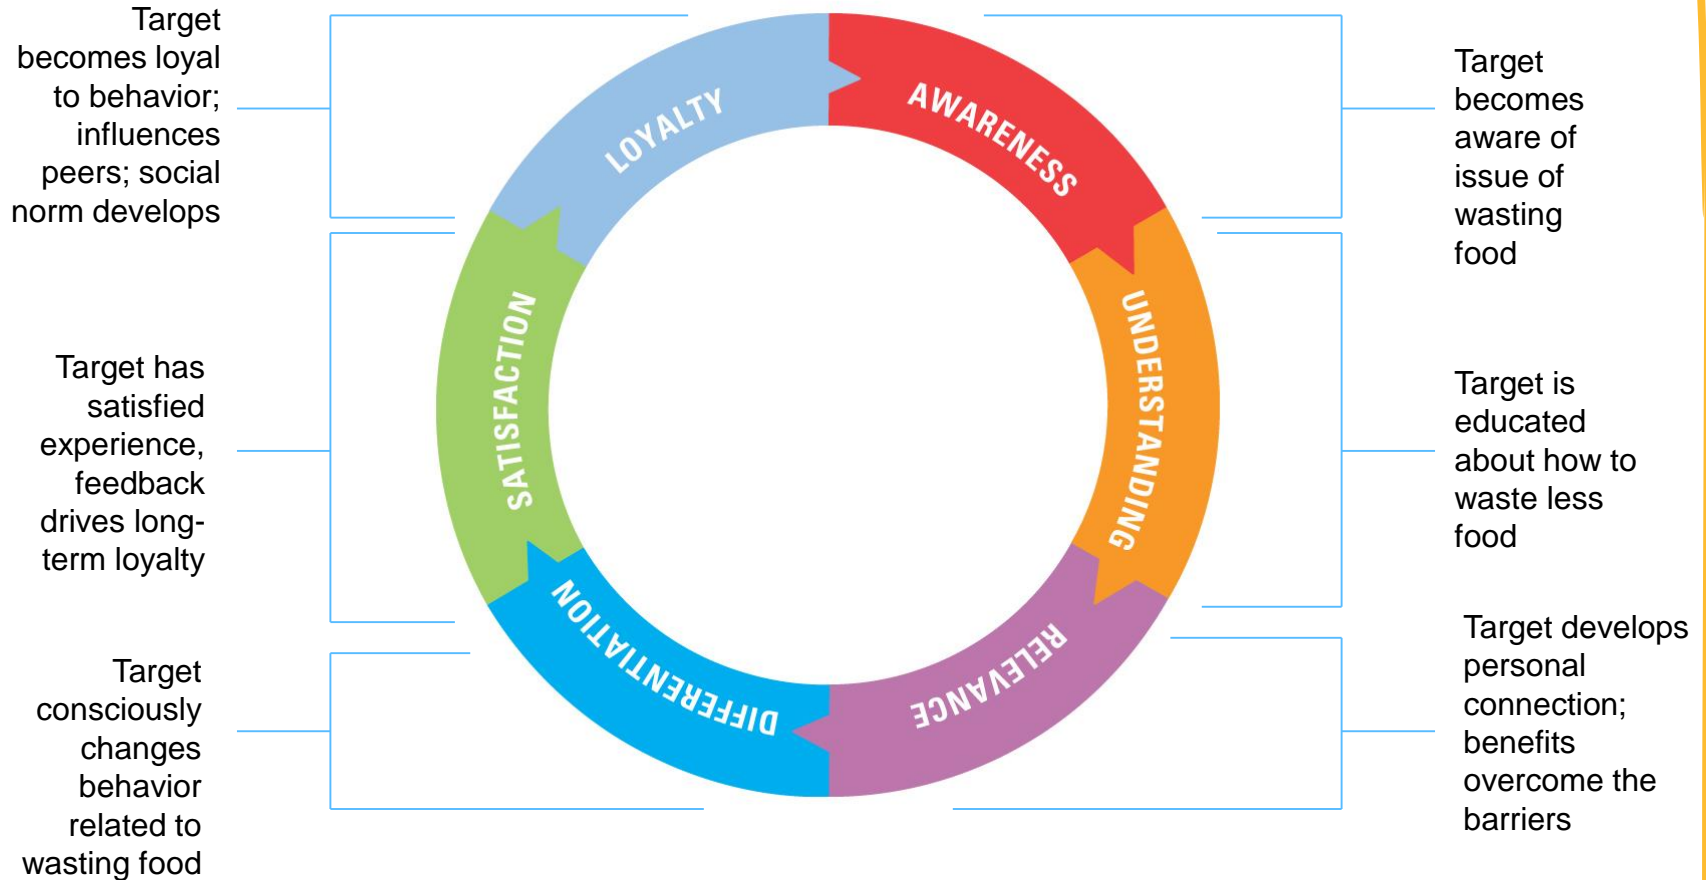 Target
becomes loyal
to behavior;
influences
peers; social
norm develops
LOYALTY
AWARENESS
Target
becomes
aware of
issue of
wasting
food
Target has
satisfied
experience,
feedback
drives long-
term loyalty
SATISFACTION
UNDERSTANDING
Target is
educated
about how to
waste less
food
Target
consciously
changes
behavior
related to
wasting food
DIFFERENTIATION
RELEVANCE
Target develops
personal
connection;
benefits
overcome the
barriers